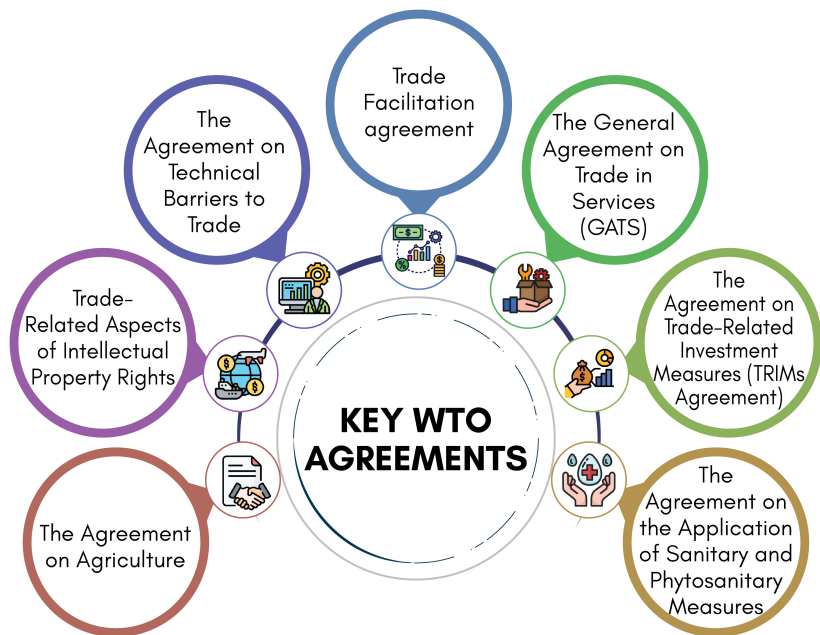 Trade
Facilitation
agreement
The
Agreement on
Technical
Barriers to
Trade
The General
Agreement on
Trade in
Services
(GATS)
Trade-
Related Aspects
of Intellectual
Property Rights
The
Agreement on
Trade-Related
Investment
Measures (TRIMs
Agreement)
KEY WTO
AGREEMENTS
The Agreement
on Agriculture
The
Agreement on
the Application
of Sanitary and
Phytosanitary
Measures